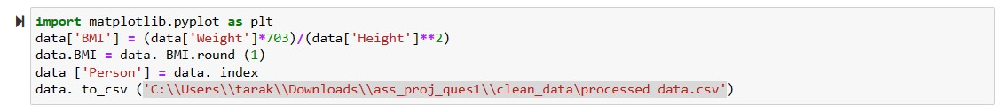 import matplotlib.pyplot as plt
data['BMI'] = (data['Weight']*703)/(data['Height']**2)
data.BMI = data. BMI.round (1)
data ['Person'] = data. index
data. to_csv ('C:\\Users\\tarak\\Downloads\\ass_proj_ques1\\clean_data\processed data.csv')